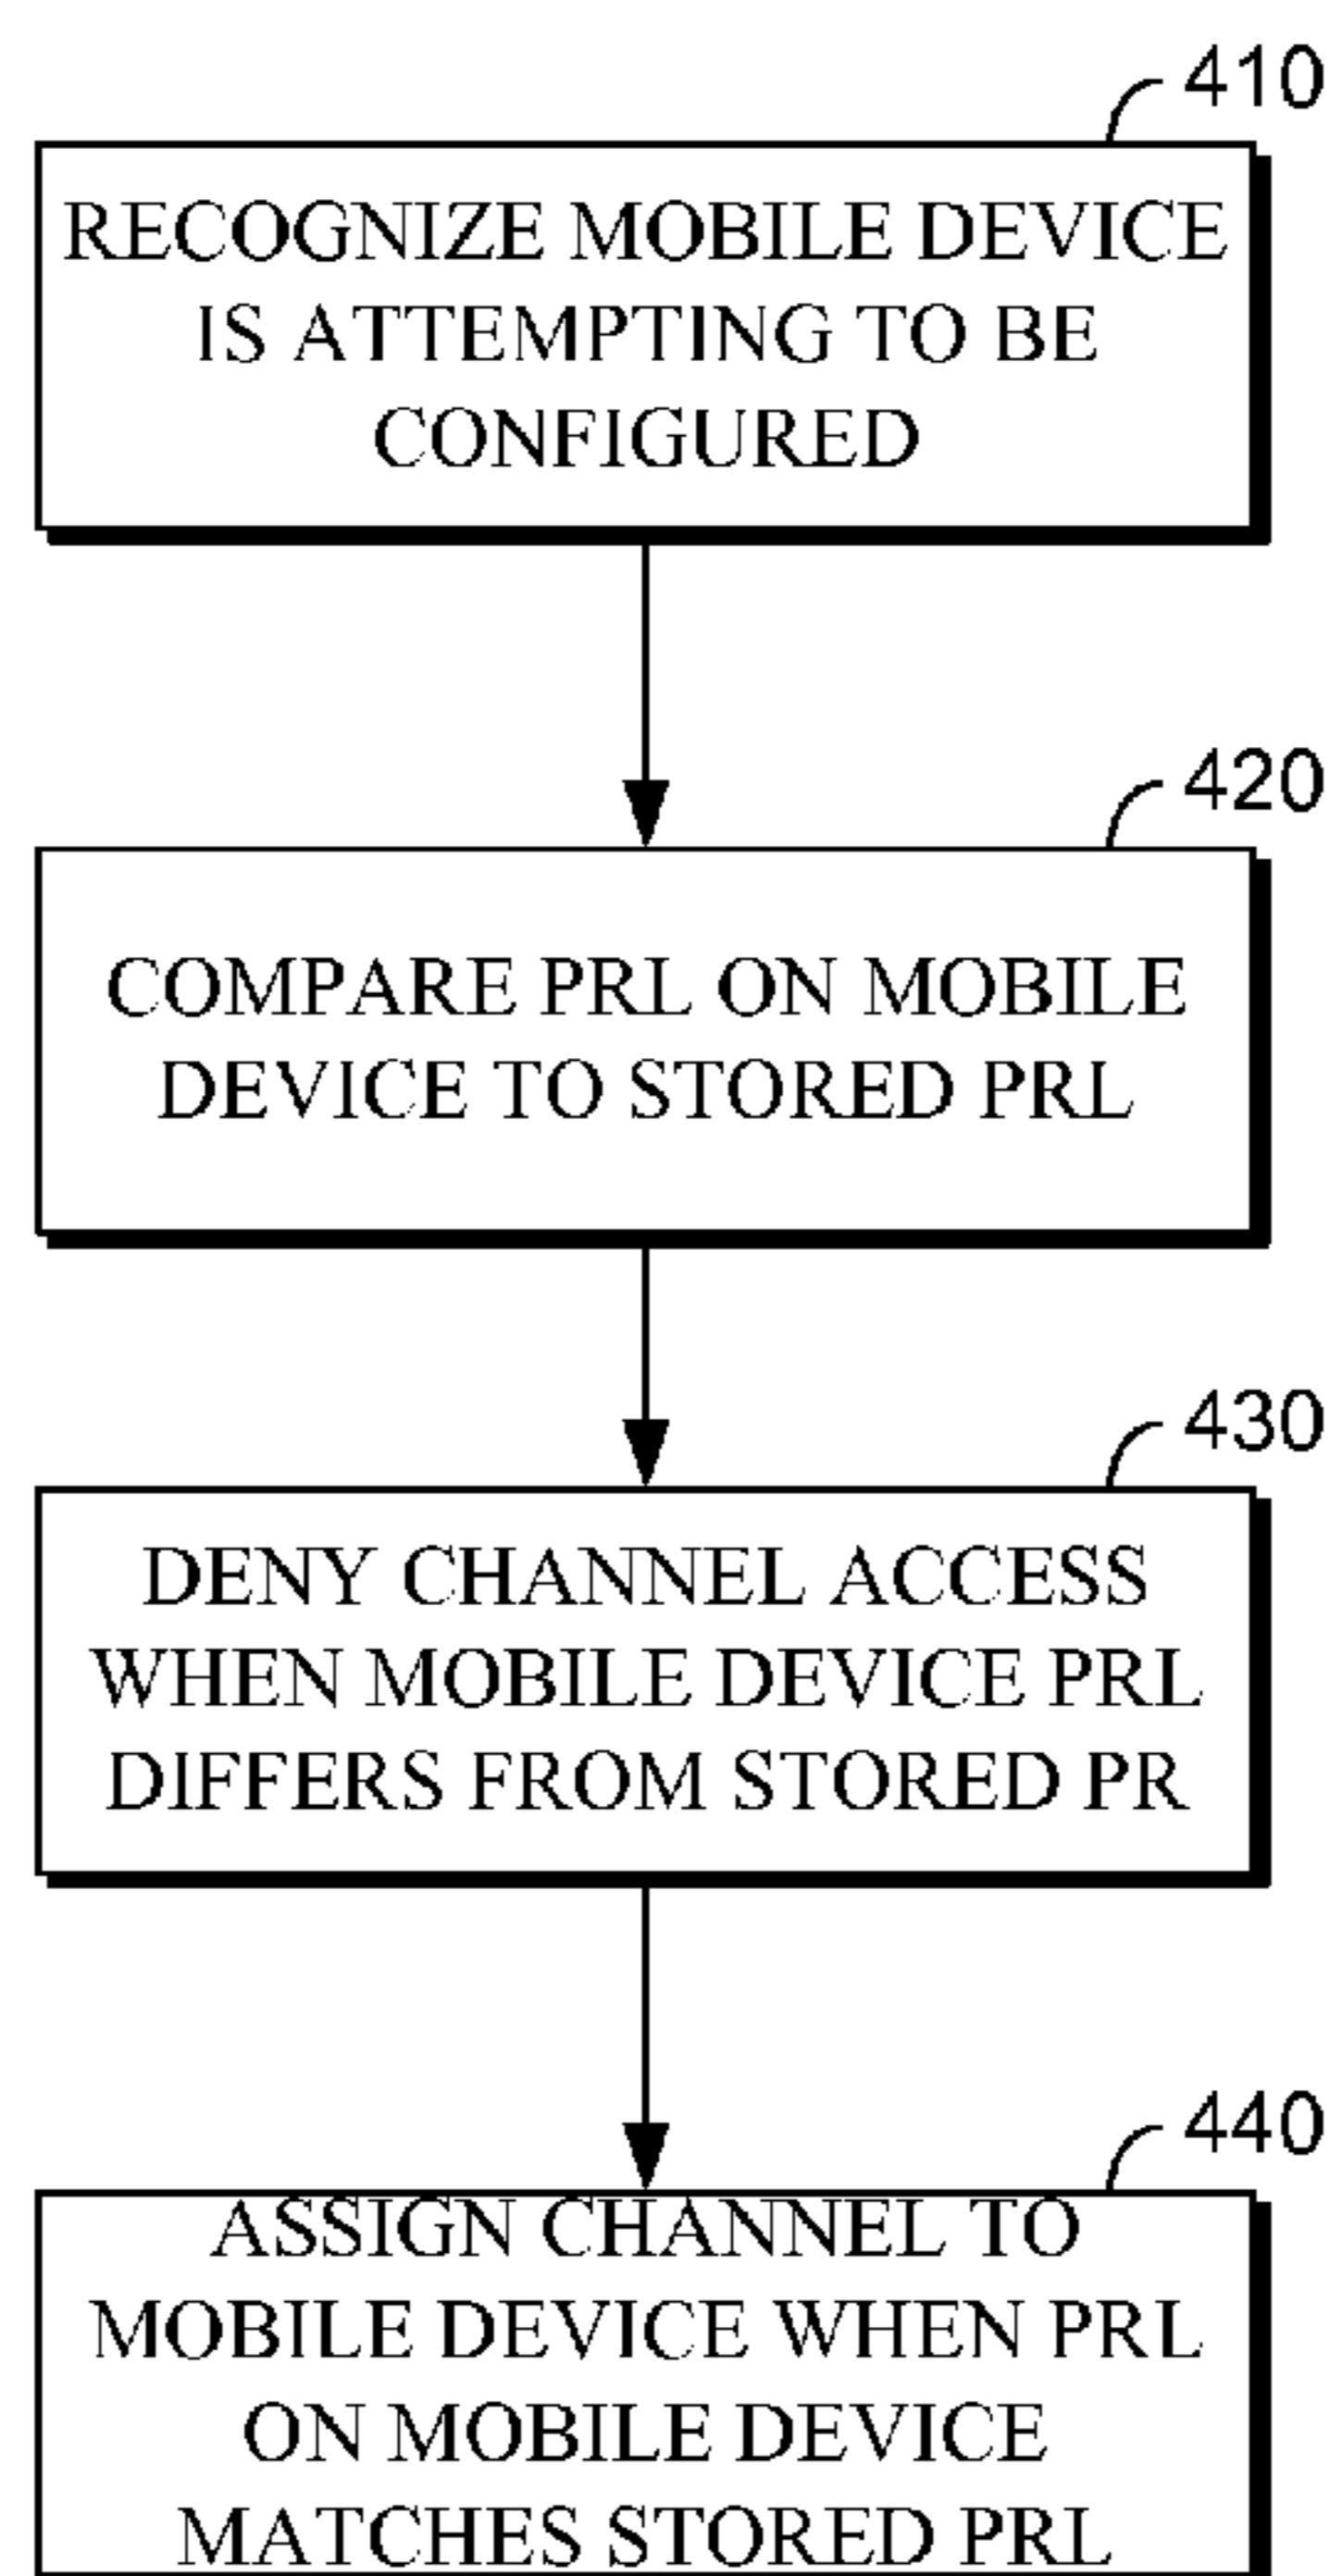 410
RECOGNIZE MOBILE DEVICE
IS ATTEMPTING TO BE
CONFIGURED
420
COMPARE PRL ON MOBILE
DEVICE TO STORED PRL
430
DENY CHANNEL ACCESS
WHEN MOBILE DEVICE PRL
DIFFERS FROM STORED PR
440
ASSIGN CHANNEL TO
MOBILE DEVICE WHEN PRL
ON MOBILE DEVICE
MATCHES STORED PRL